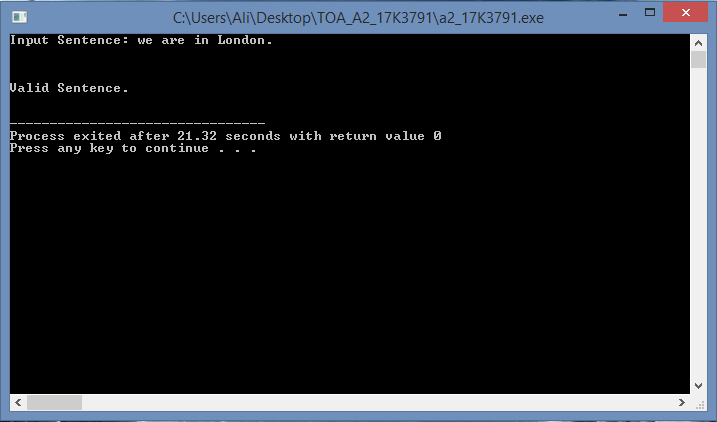 C:\Users\Ali\Desktop\TOA_A2_17K3791\a2_17K3791.exe
Input Sentence: we are in London.
Valid Sentence.
--------------------------------
Process exited after 21.32 seconds with return value 0
Press any key to continue . . .